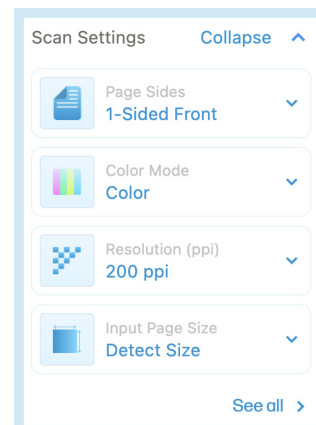 Scan Settings Collapse
Page Sides
1-Sided Front
Color Mode
Color
Resolution (ppi)
200 ppi
Input Page Size
Detect Size
See all